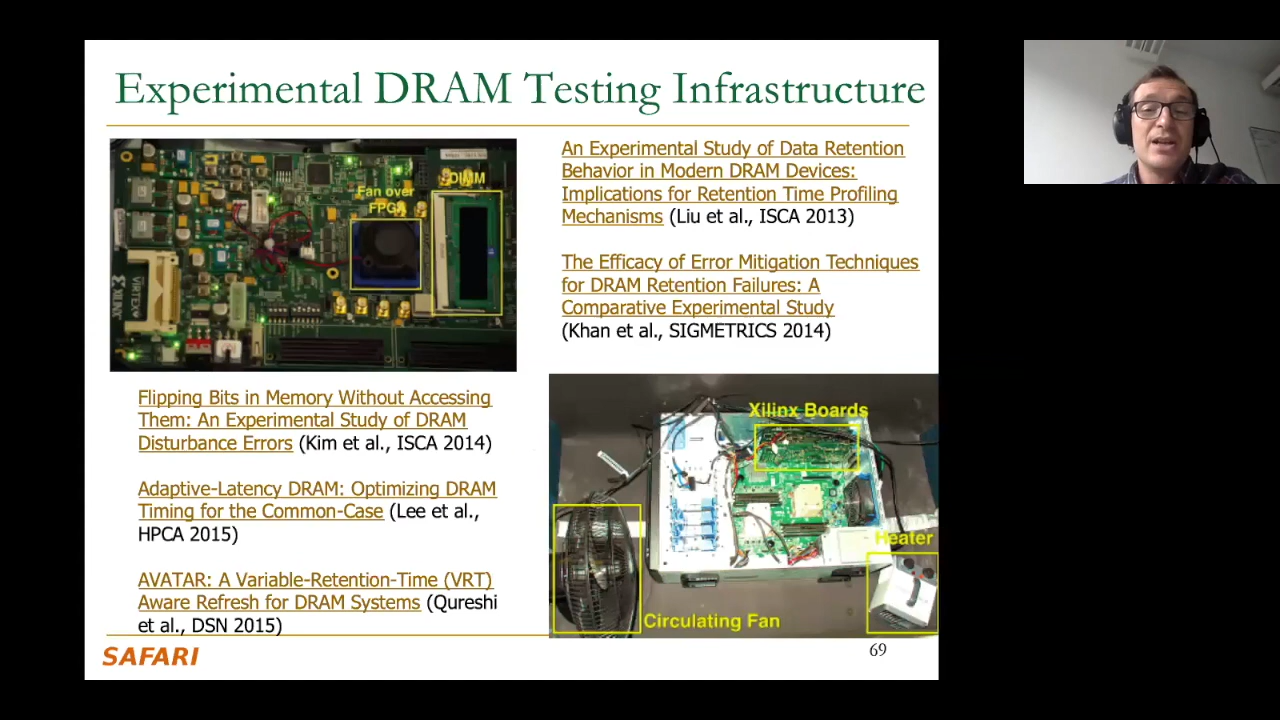 Experimental DRAM Testing Infrastructure
Fan over
FPGA
DIMM
XILINX
VIRTEX
An Experimental Study of Data Retention
Behavior in Modern DRAM Devices:
Implications for Retention Time Profiling
Mechanisms (Liu et al., ISCA 2013)
The Efficacy of Error Mitigation Techniques
for DRAM Retention Failures: A
Comparative Experimental Study
(Khan et al., SIGMETRICS 2014)
Flipping Bits in Memory Without Accessing
Them: An Experimental Study of DRAM
Disturbance Errors (Kim et al., ISCA 2014)
Adaptive-Latency DRAM: Optimizing DRAM
Timing for the Common-Case (Lee et al.,
HPCA 2015)
AVATAR: A Variable-Retention-Time (VRT)
Aware Refresh for DRAM Systems (Qureshi
et al., DSN 2015)
Xilinx Boards
Heater
Circulating Fan
SAFARI
69